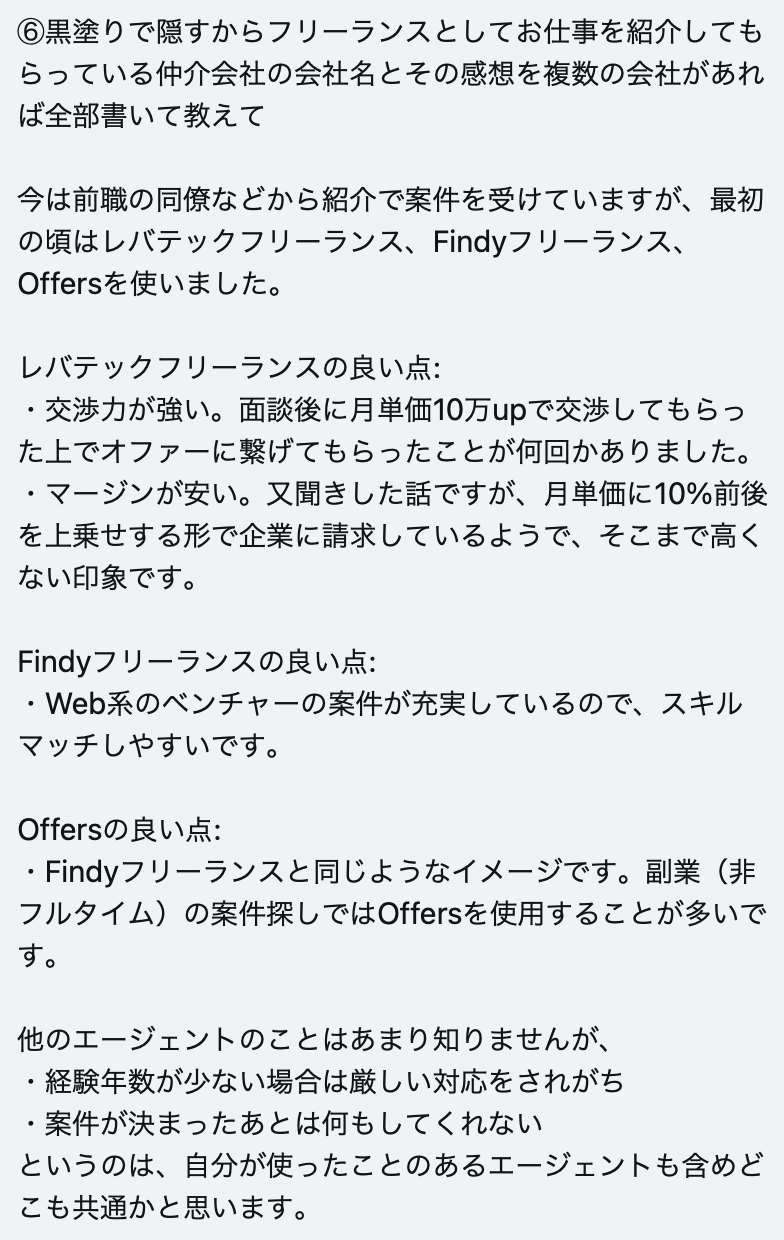 ⑥黒塗りで隠すからフリーランスとしてお仕事を紹介しても
らっている仲介会社の会社名とその感想を複数の会社があれ
ば全部書いて教えて
今は前職の同僚などから紹介で案件を受けていますが、最初
の頃はレバテックフリーランス、Findyフリーランス、
Offersを使いました。
レバテックフリーランスの良い点:
・交渉力が強い。面談後に月単価10万upで交渉してもらっ
た上でオファーに繋げてもらったことが何回かありました。
・マージンが安い。又聞きした話ですが、月単価に10%前後
を上乗せする形で企業に請求しているようで、そこまで高く
ない印象です。
Findyフリーランスの良い点:
・Web系のベンチャーの案件が充実しているので、スキル
マッチしやすいです。
Offersの良い点:
・Findyフリーランスと同じようなイメージです。副業（非
フルタイム）の案件探しではOffersを使用することが多いで
す。
他のエージェントのことはあまり知りませんが、
・経験年数が少ない場合は厳しい対応をされがち
・案件が決まったあとは何もしてくれない
というのは、自分が使ったことのあるエージェントも含めど
こも共通かと思います。